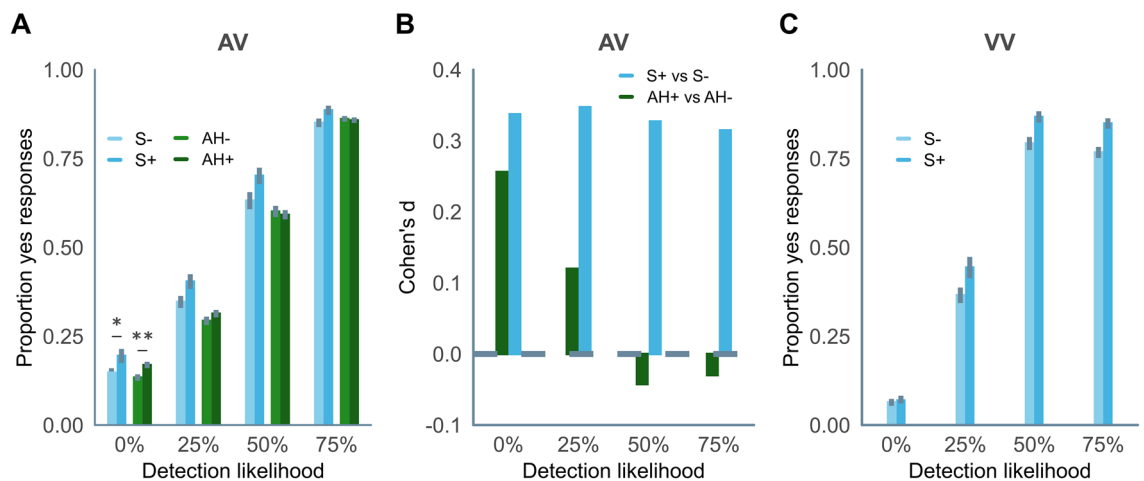 A
AV
Proportion yes responses
1.00
0.75
0.50
0.25
0.00
S-
S+
AH-
AH+
*
**
0%
25%
50%
75%
Detection likelihood
B
AV
Cohen's d
0.4
0.3
0.2
0.1
0.0
-0.1
S+ vs S-
AH+ vs AH-
0%
25%
50%
75%
Detection likelihood
C
VV
Proportion yes responses
1.00
0.75
0.50
0.25
0.00
S-
S+
0%
25%
50%
75%
Detection likelihood